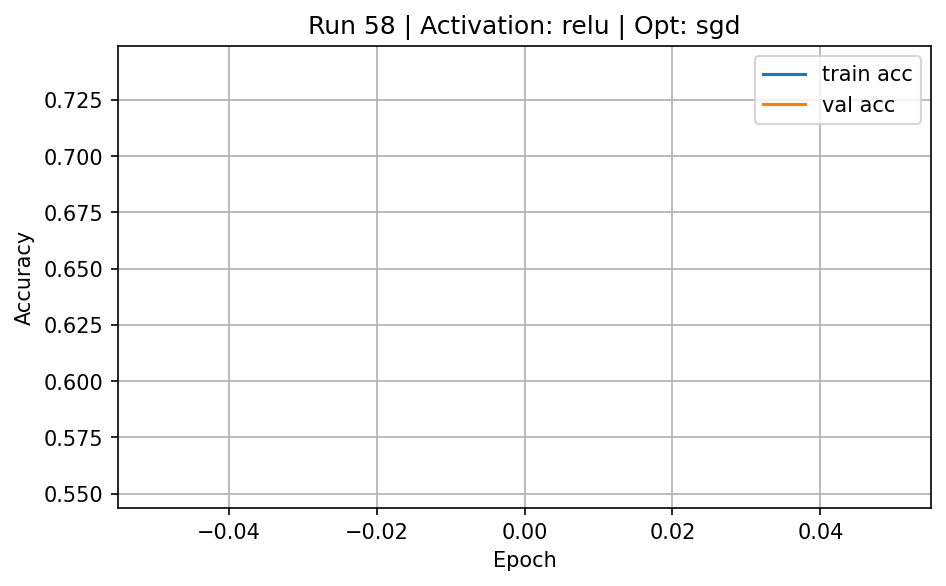 Run 58 | Activation: relu | Opt: sgd
train acc
val acc
0.725
0.700
0.675
0.650
0.625
0.600
0.575
0.550
Accuracy
−0.04
−0.02
0.00
0.02
0.04
Epoch